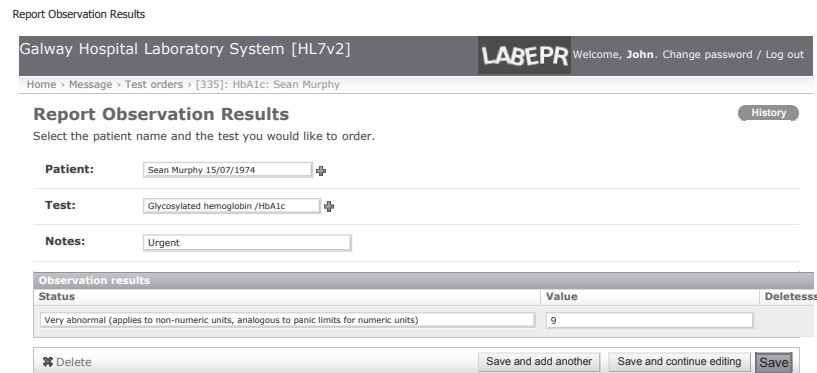 Report Observation Results
Galway Hospital Laboratory System [HL7v2]
LABEPR Welcome, John. Change password / Log out
Home › Message › Test orders › [335]: HbA1c: Sean Murphy
Report Observation Results
History
Select the patient name and the test you would like to order.
Patient: Sean Murphy 15/07/1974
Test: Glycosylated hemoglobin /HbA1c
Notes: Urgent
Observation results
Status Value Deletesss
Very abnormal (applies to non-numeric units, analogous to panic limits for numeric units) 9
Delete Save and add another Save and continue editing Save